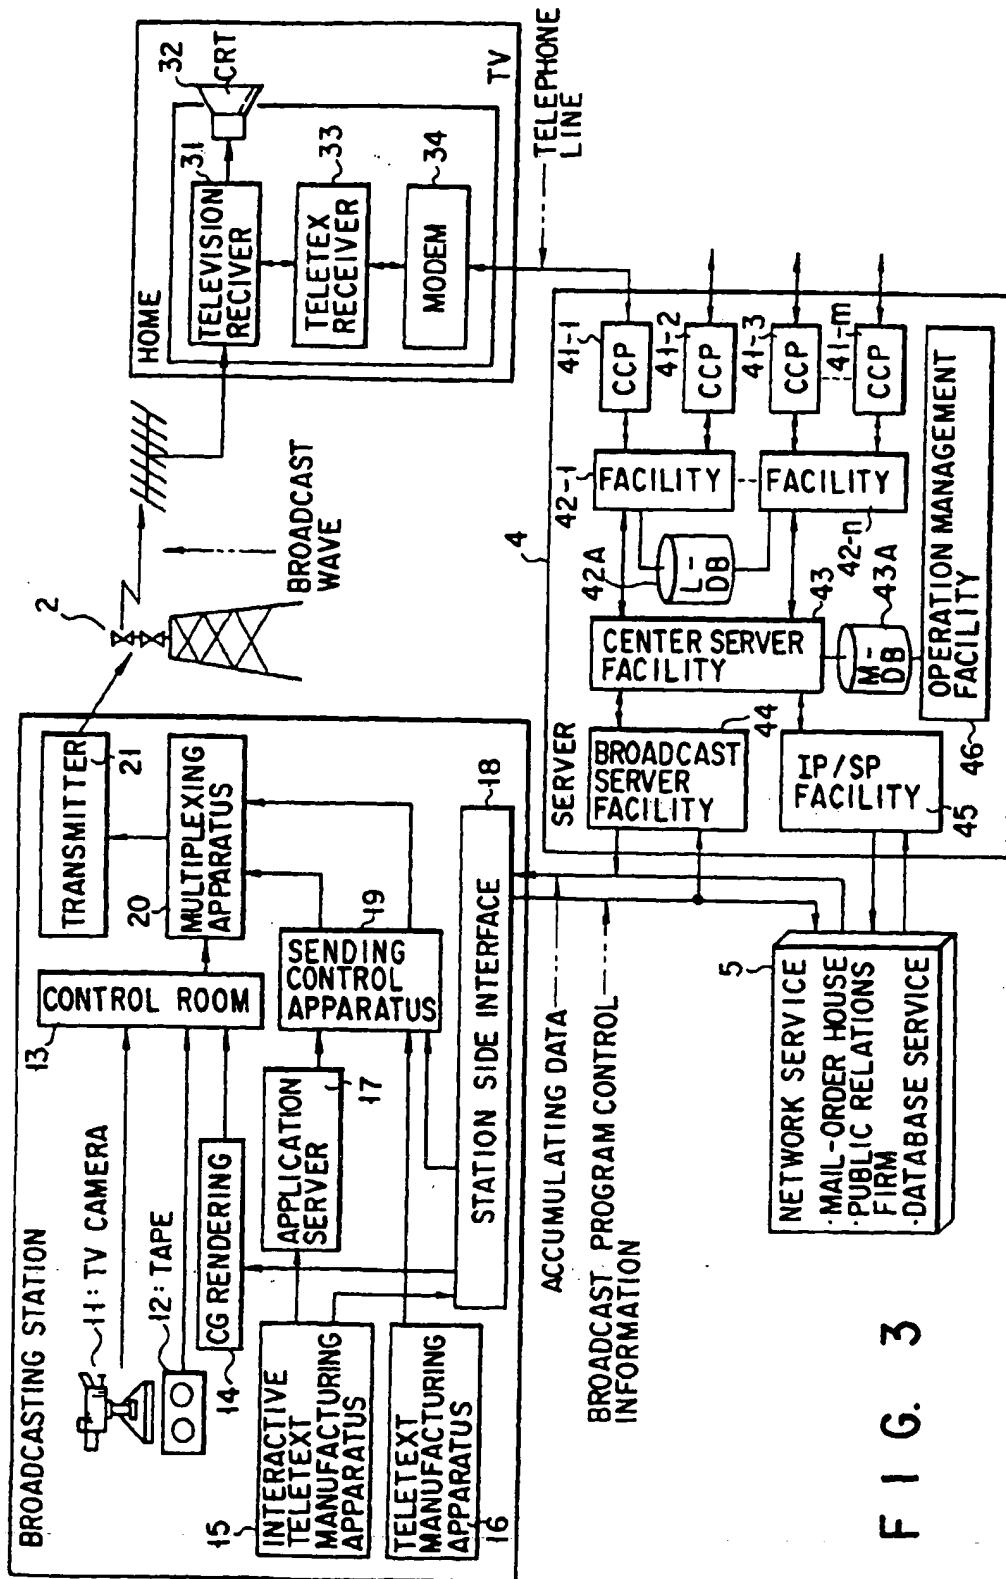 BROADCASTING STATION
11:TV CAMERA
12:TAPE
13
CONTROL ROOM
TRANSMITTER
21
20
MULTIPLEXING
APPARATUS
14
CG RENDERING
APPLICATION
SERVER
17
SENDING
CONTROL
APPARATUS
19
15
INTERACTIVE
TELETEXT
MANUFACTURING
APPARATUS
TELETEXT
MANUFACTURING
APPARATUS
16
STATION SIDE INTERFACE
18
2
BROADCAST
WAVE
HOME
TELEVISION
RECIVER
31
32
CRT
TV
TELETEX
RECEIVER
33
MODEM
34
TELEPHONE
LINE
ACCUMULATING DATA
BROADCAST PROGRAM CONTROL
INFORMATION
4
SERVER
BROADCAST
SERVER
FACILITY
44
IP/SP
FACILITY
45
CENTER SERVER
FACILITY
43
42A
L-
DB
M-
DB
43A
42-1
FACILITY
FACILITY
42-n
41-1
CCP
41-2
CCP
41-3
CCP
41-m
CCP
OPERATION MANAGEMENT
FACILITY
46
5
NETWORK SERVICE
·MAIL-ORDER HOUSE
·PUBLIC RELATIONS
FIRM
·DATABASE SERVICE
FIG. 3